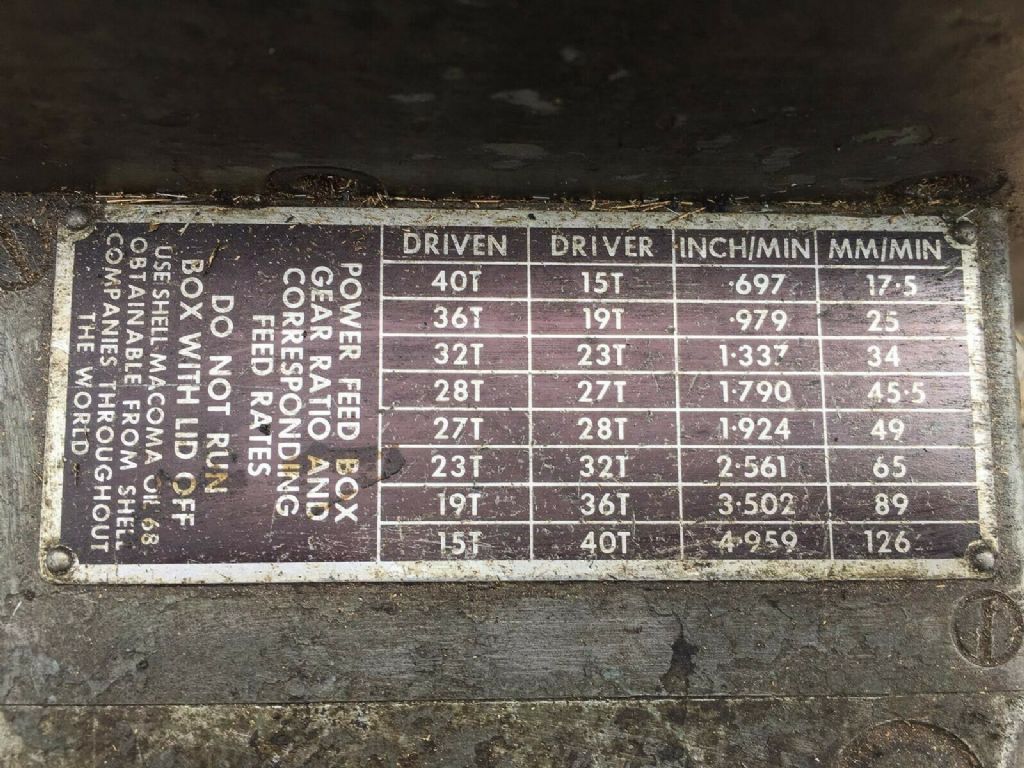 POWER FEED BOX
GEAR RATIO AND
CORRESPONDING
FEED RATES
DO NOT RUN
BOX WITH LID OFF
USE SHELL MACOMA OIL 68
OBTAINABLE FROM SHELL
COMPANIES THROUGHOUT
THE WORLD
DRIVEN DRIVER INCH/MIN MM/MIN
40T 15T ·697 17·5
36T 19T ·979 25
32T 23T 1·337 34
28T 27T 1·790 45·5
27T 28T 1·924 49
23T 32T 2·561 65
19T 36T 3·502 89
15T 40T 4·959 126